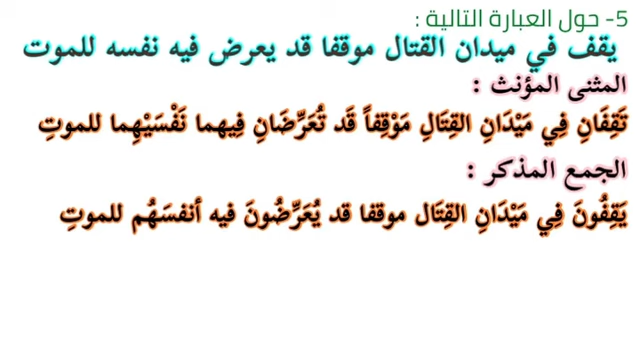 5- حول العبارة التالية :
يقف في ميدان القتال موقفا قد يعرض فيه نفسه للموت
المثنى المؤنث :
تَقِفَانِ فِي مَيْدَانِ القِتَالِ مَوْقِفاً قَد تُعَرِّضَانِ فِيهما نَفْسَيْهِما للموتِ
الجمع المذكر :
يَقِفُونَ فِي مَيْدَانِ القِتَال موقفا قد يُعَرِّضُونَ فيه أنفسَهُم للموتِ